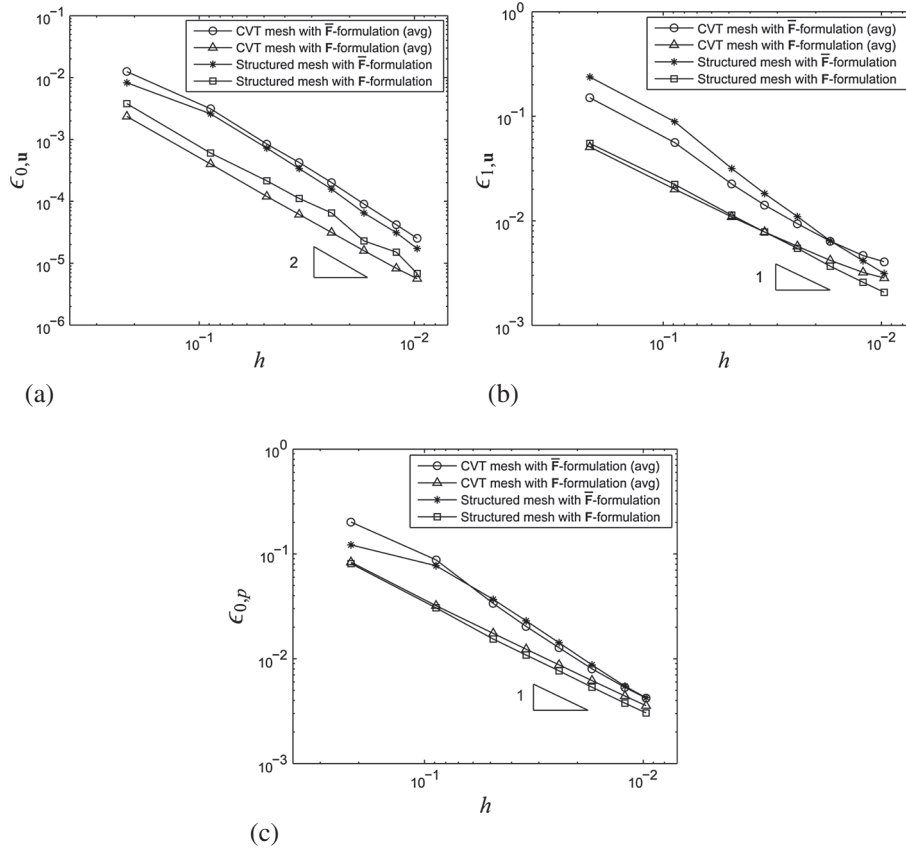 10⁻¹
10⁻²
10⁻³
10⁻⁴
10⁻⁵
10⁻⁶
ϵ₀,𝐮
CVT mesh with F̅-formulation (avg)
CVT mesh with F-formulation (avg)
Structured mesh with F̅-formulation
Structured mesh with F-formulation
2
10⁻¹
10⁻²
h
(a)
10⁰
10⁻¹
10⁻²
10⁻³
ϵ₁,𝐮
CVT mesh with F̅-formulation (avg)
CVT mesh with F-formulation (avg)
Structured mesh with F̅-formulation
Structured mesh with F-formulation
1
10⁻¹
10⁻²
h
(b)
10⁰
10⁻¹
10⁻²
10⁻³
ϵ₀,p
CVT mesh with F̅-formulation (avg)
CVT mesh with F-formulation (avg)
Structured mesh with F̅-formulation
Structured mesh with F-formulation
1
10⁻¹
10⁻²
h
(c)